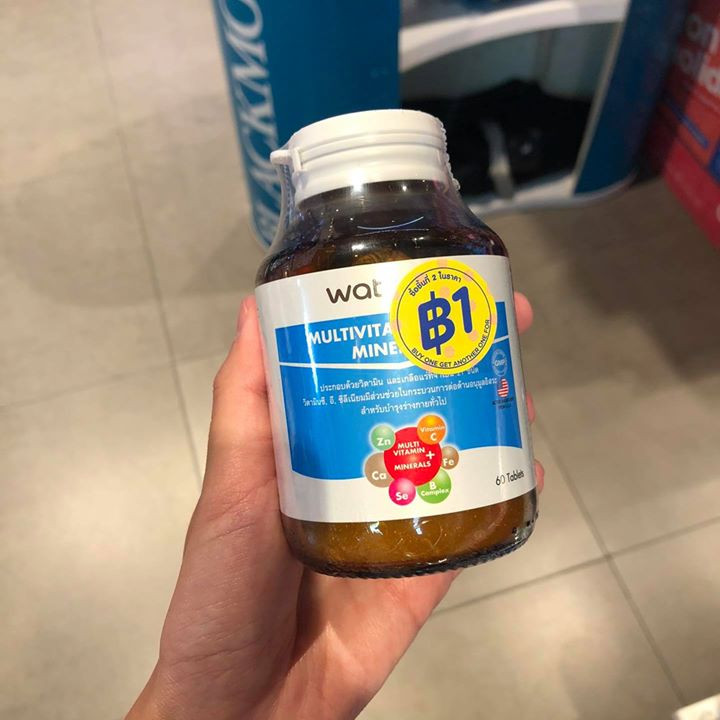 BLACKMO
wat
ซื้อชิ้นที่ 2 ในราคา
฿1
BUY ONE GET ANOTHER ONE FOR
MULTIVITA
MINER
ประกอบด้วยวิตามิน และเกลือแร่
วิตามินซี, อี, ซีลีเนียมมีส่วนช่วยในกระบวนการต่อต้านอนุมูลอิสระ
สำหรับบำรุงร่างกายทั่วไป
GMP
Zn
Vitamin
C
MULTI
VITAMIN
+
MINERALS
Ca
Fe
Se
B
Complex
60 Tablets